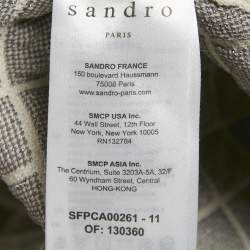 sandro
PARIS
SANDRO FRANCE
150 boulevard Haussmann
75008 Paris
www.sandro-paris.com
SMCP USA Inc.
44 Wall Street, 12th Floor
New York, New York 10005
RN132784
SMCP ASIA Inc.
The Centrium, Suite 3203A-5A, 32/F
60 Wyndham Street, Central
HONG-KONG
SFPCA00261 - 11
OF: 130360